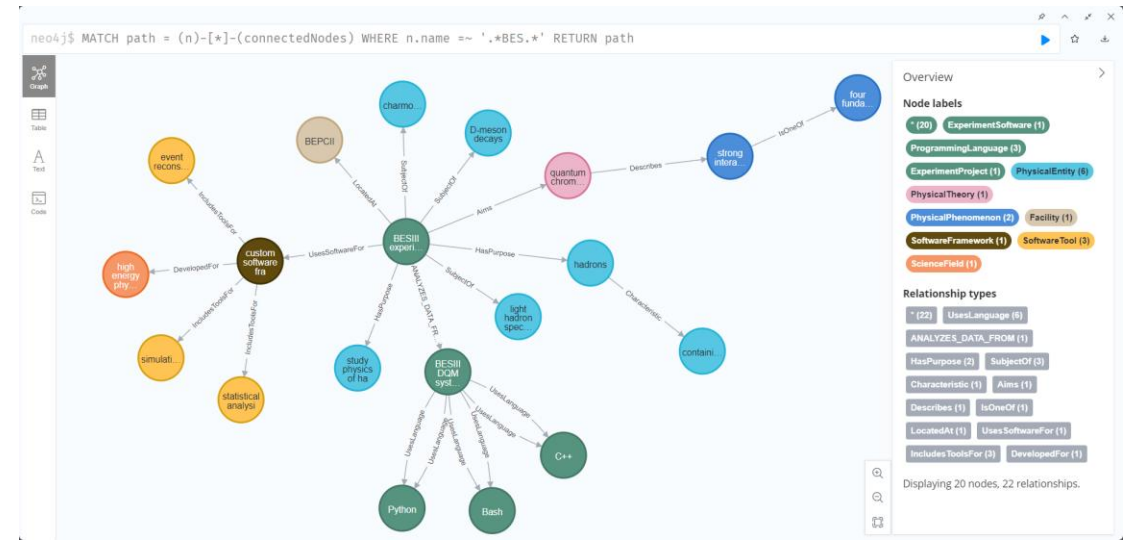 neo4j$ MATCH path = (n)-[*]-(connectedNodes) WHERE n.name =~ '.*BES.*' RETURN path
Graph
Table
A
Text
Code
charmo...
BEPCII
D-meson
decays
event
recons...
four
funda...
IsOneOf
strong
intera...
Describes
quantum
chrom...
SubjectOf
SubjectOf
LocatedAt
Aims
IncludesToolsFor
BESIII
experi...
UsesSoftwareFor
custom
software
fra
HasPurpose
hadrons
high
energy
phy...
DevelopedFor
SubjectOf
ANALYZES_DATA_FR...
HasPurpose
Characteristic
IncludesToolsFor
IncludesToolsFor
light
hadron
spec...
simulati...
study
physics
of ha
containi...
BESIII
DQM
syst...
statistical
analysi
UsesLanguage
UsesLanguage
UsesLanguage
UsesLanguage
UsesLanguage
UsesLanguage
C++
Python
Bash
Overview
Node labels
* (20)
ExperimentSoftware (1)
ProgrammingLanguage (3)
ExperimentProject (1)
PhysicalEntity (6)
PhysicalTheory (1)
PhysicalPhenomenon (2)
Facility (1)
SoftwareFramework (1)
SoftwareTool (3)
ScienceField (1)
Relationship types
* (22)
UsesLanguage (6)
ANALYZES_DATA_FROM (1)
HasPurpose (2)
SubjectOf (3)
Characteristic (1)
Aims (1)
Describes (1)
IsOneOf (1)
LocatedAt (1)
UsesSoftwareFor (1)
IncludesToolsFor (3)
DevelopedFor (1)
Displaying 20 nodes, 22 relationships.